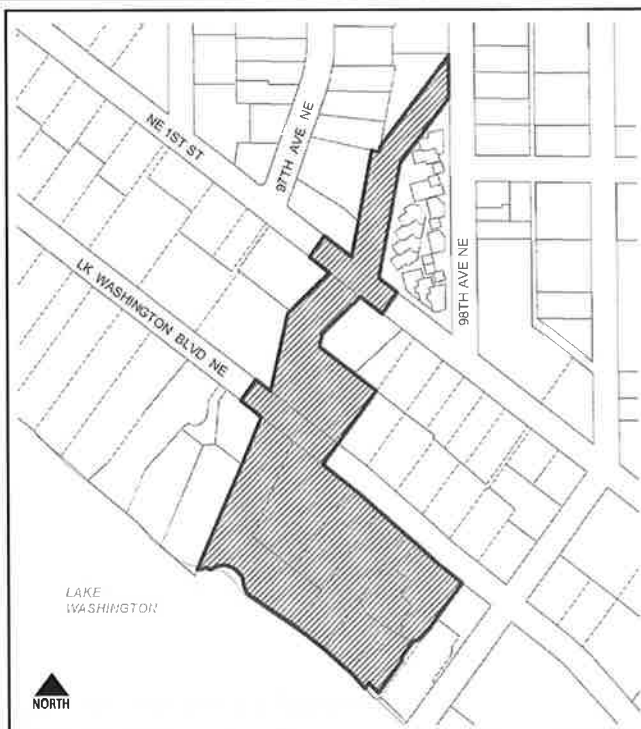 NE 1ST ST
97TH AVE NE
LK WASHINGTON BLVD NE
98TH AVE NE
LAKE
WASHINGTON
NORTH